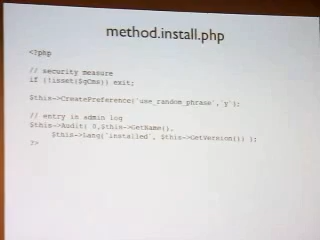 method.install.php
<?php
// security measure
if (!isset($gCms)) exit;
$this->CreatePreference('use_random_phrase', y');
// entry in admin log
$this->Audit( 0,$this->GetName(),
$this->Lang('installed', $this->GetVersion()) );
?>